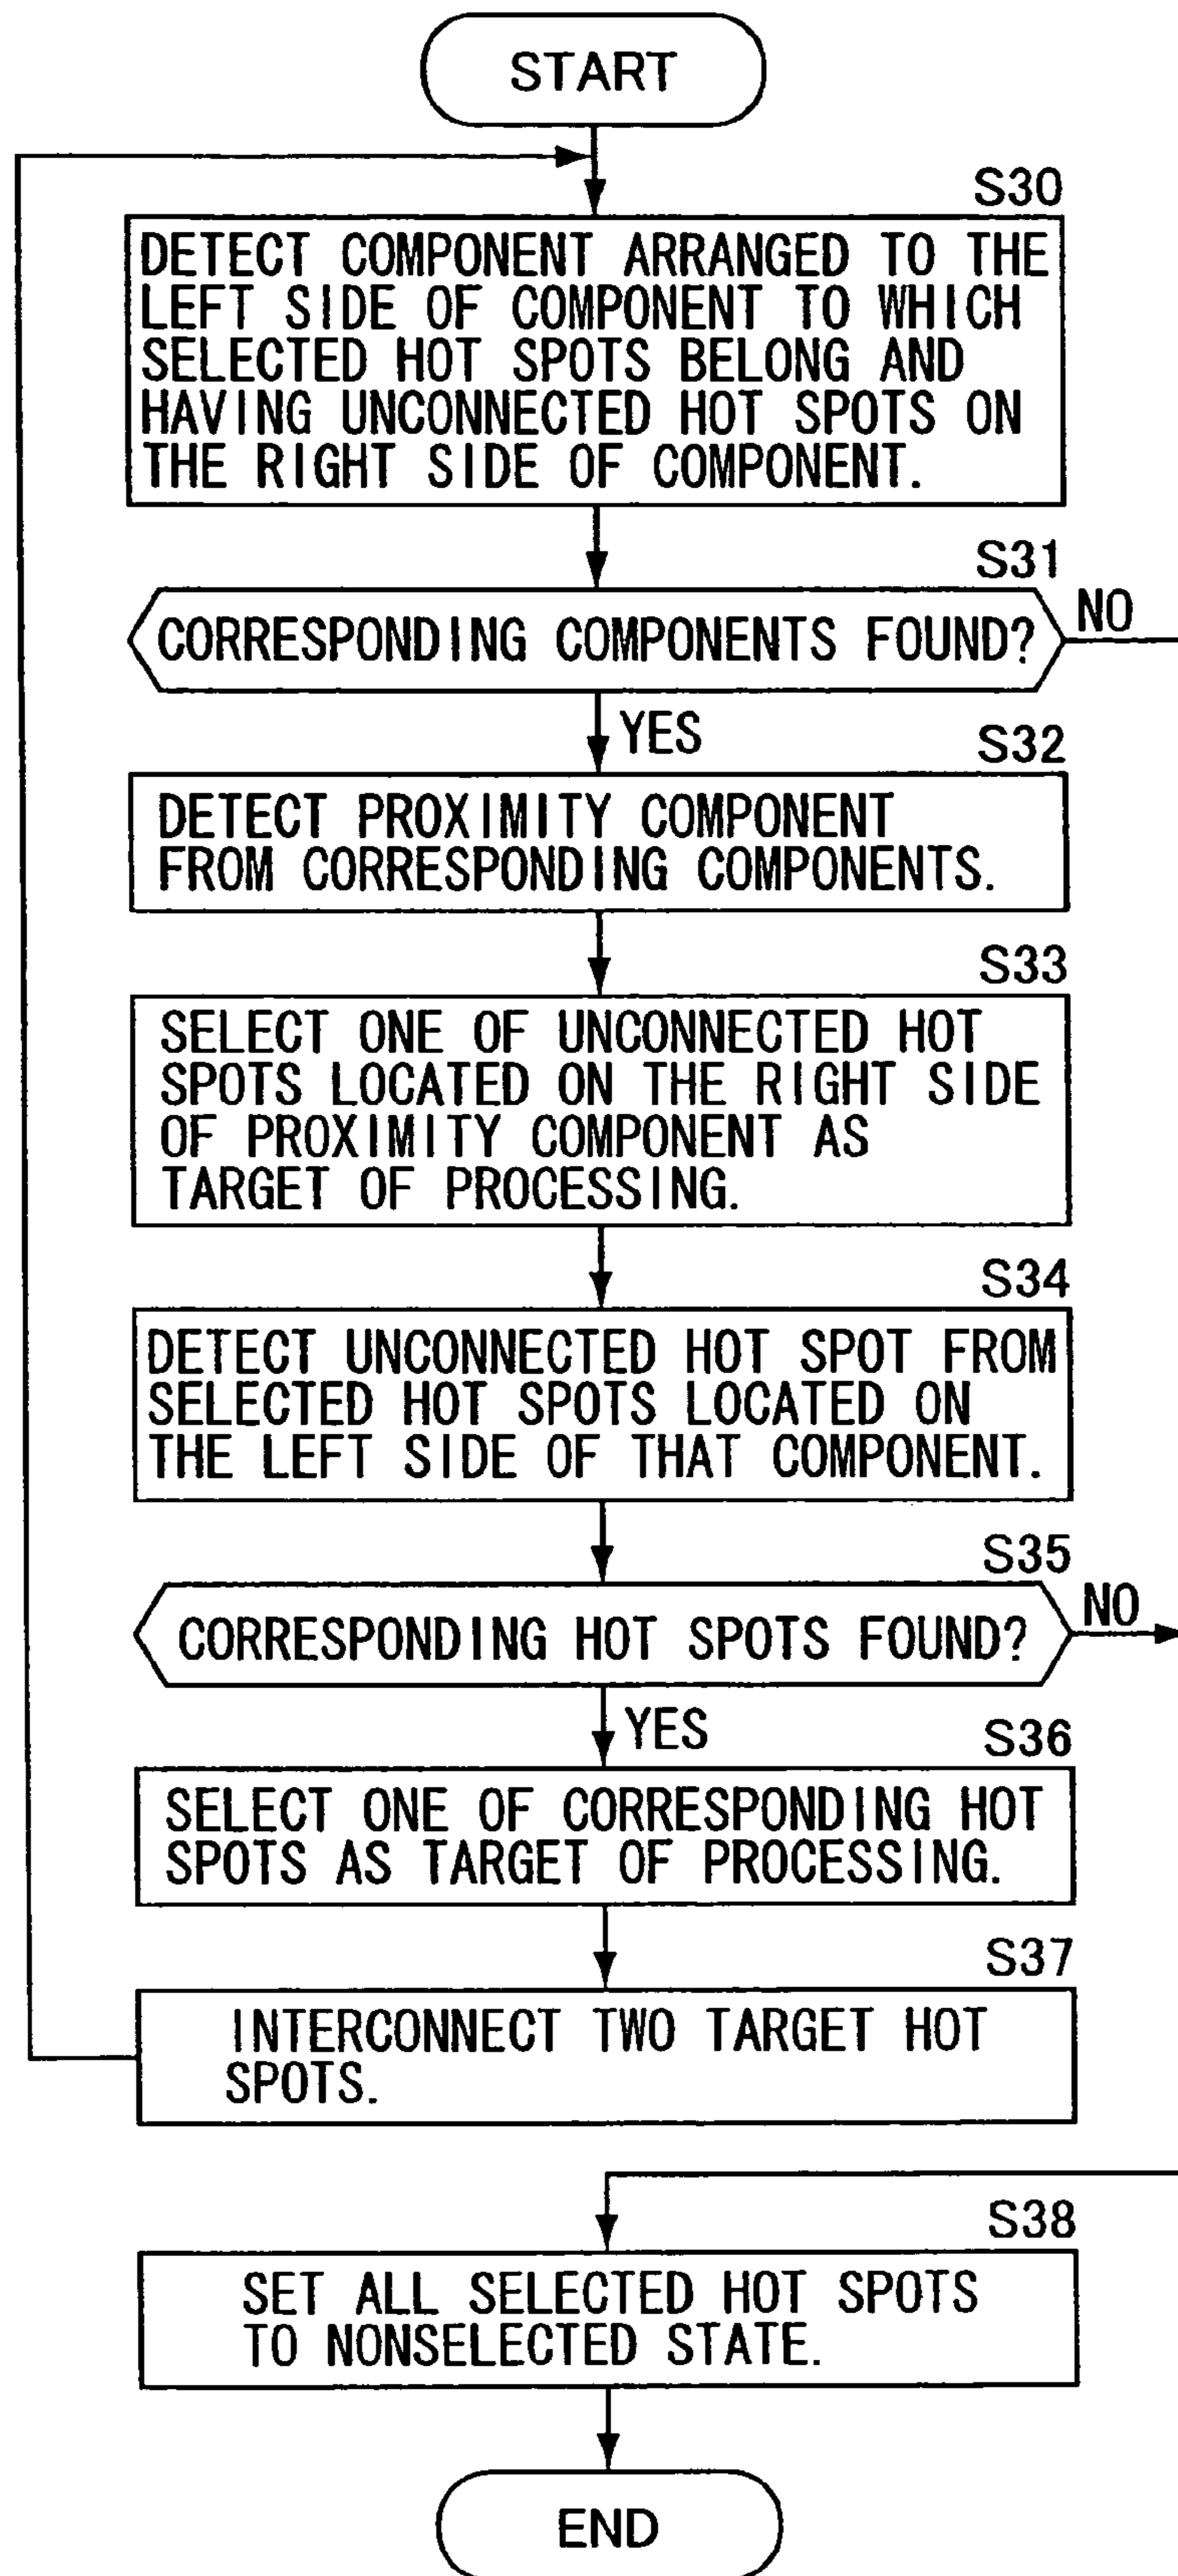 START
S30
DETECT COMPONENT ARRANGED TO THE
LEFT SIDE OF COMPONENT TO WHICH
SELECTED HOT SPOTS BELONG AND
HAVING UNCONNECTED HOT SPOTS ON
THE RIGHT SIDE OF COMPONENT.
S31
CORRESPONDING COMPONENTS FOUND?
NO
YES
S32
DETECT PROXIMITY COMPONENT
FROM CORRESPONDING COMPONENTS.
S33
SELECT ONE OF UNCONNECTED HOT
SPOTS LOCATED ON THE RIGHT SIDE
OF PROXIMITY COMPONENT AS
TARGET OF PROCESSING.
S34
DETECT UNCONNECTED HOT SPOT FROM
SELECTED HOT SPOTS LOCATED ON
THE LEFT SIDE OF THAT COMPONENT.
S35
CORRESPONDING HOT SPOTS FOUND?
NO
YES
S36
SELECT ONE OF CORRESPONDING HOT
SPOTS AS TARGET OF PROCESSING.
S37
INTERCONNECT TWO TARGET HOT
SPOTS.
S38
SET ALL SELECTED HOT SPOTS
TO NONSELECTED STATE.
END